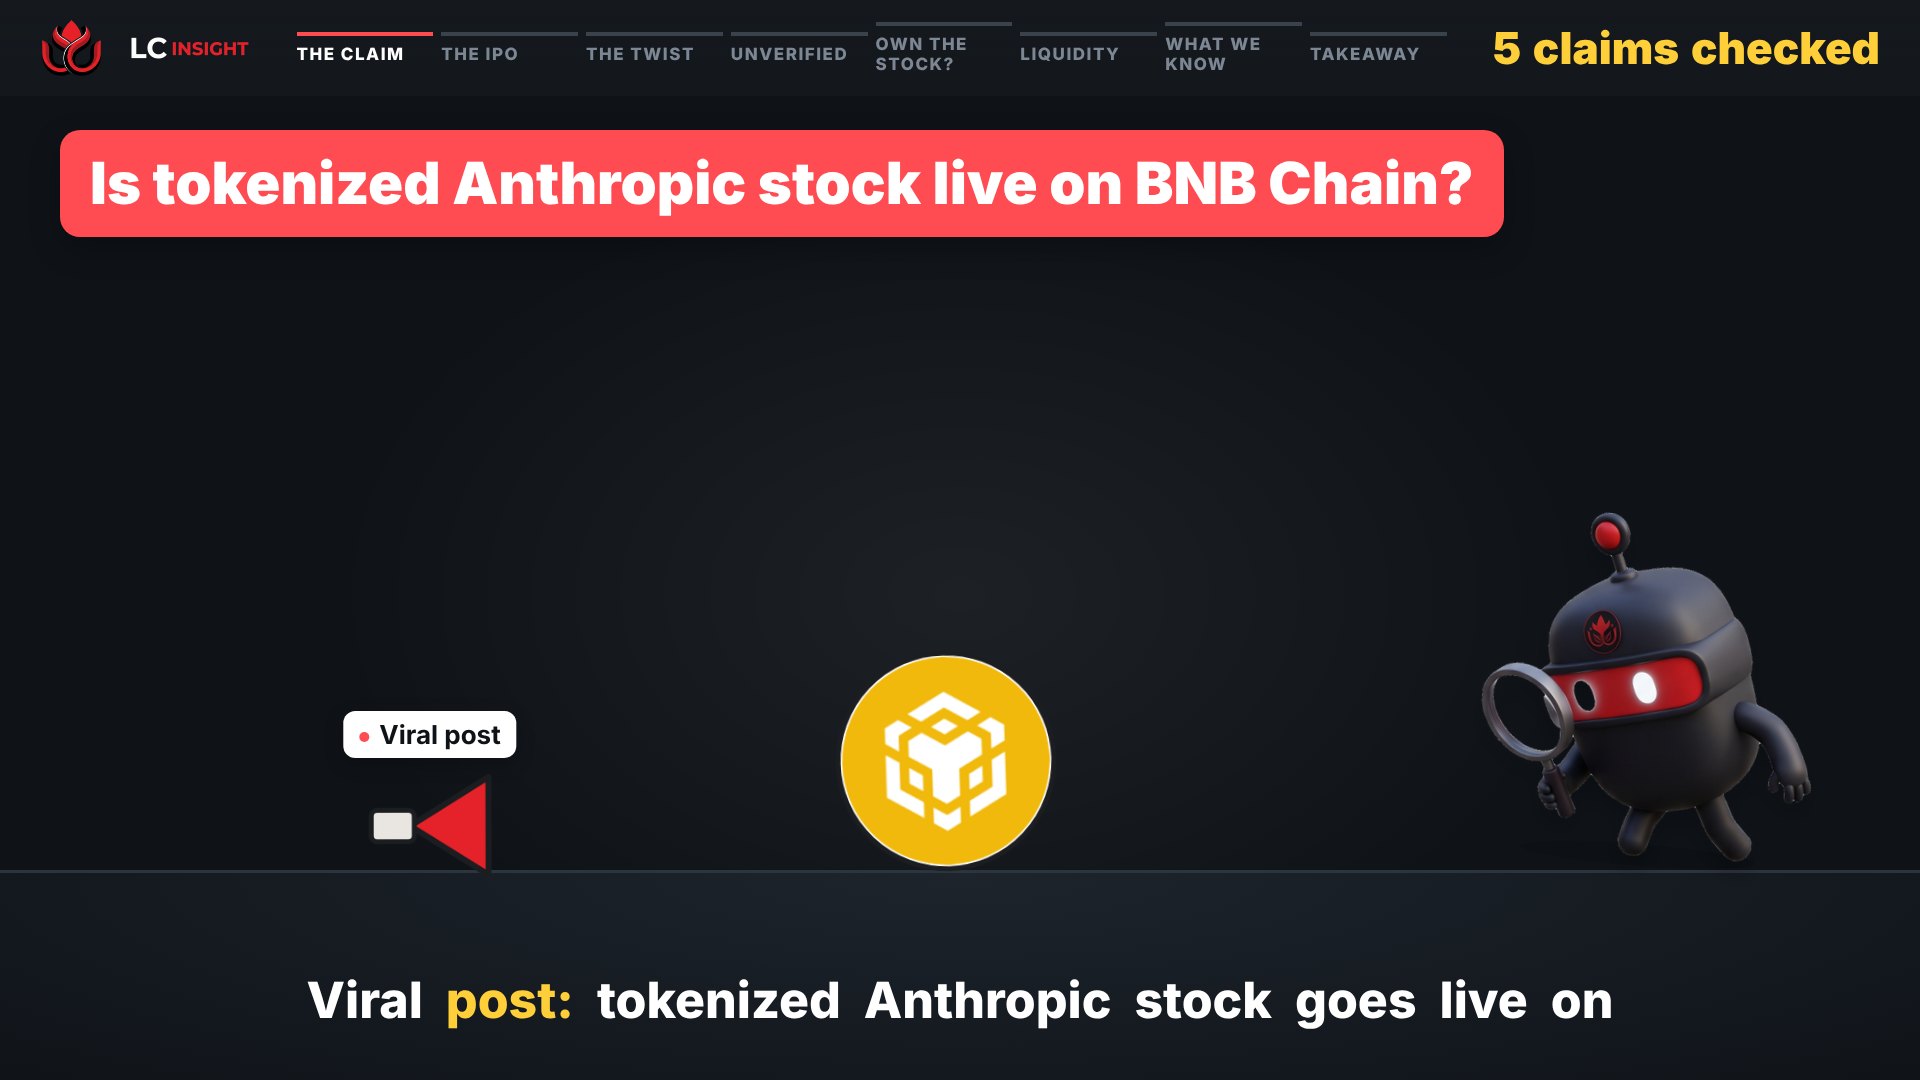 LC INSIGHT
THE CLAIM
THE IPO
THE TWIST
UNVERIFIED
OWN THE
STOCK?
LIQUIDITY
WHAT WE
KNOW
TAKEAWAY
5 claims checked
Is tokenized Anthropic stock live on BNB Chain?
Viral post
Viral post: tokenized Anthropic stock goes live on